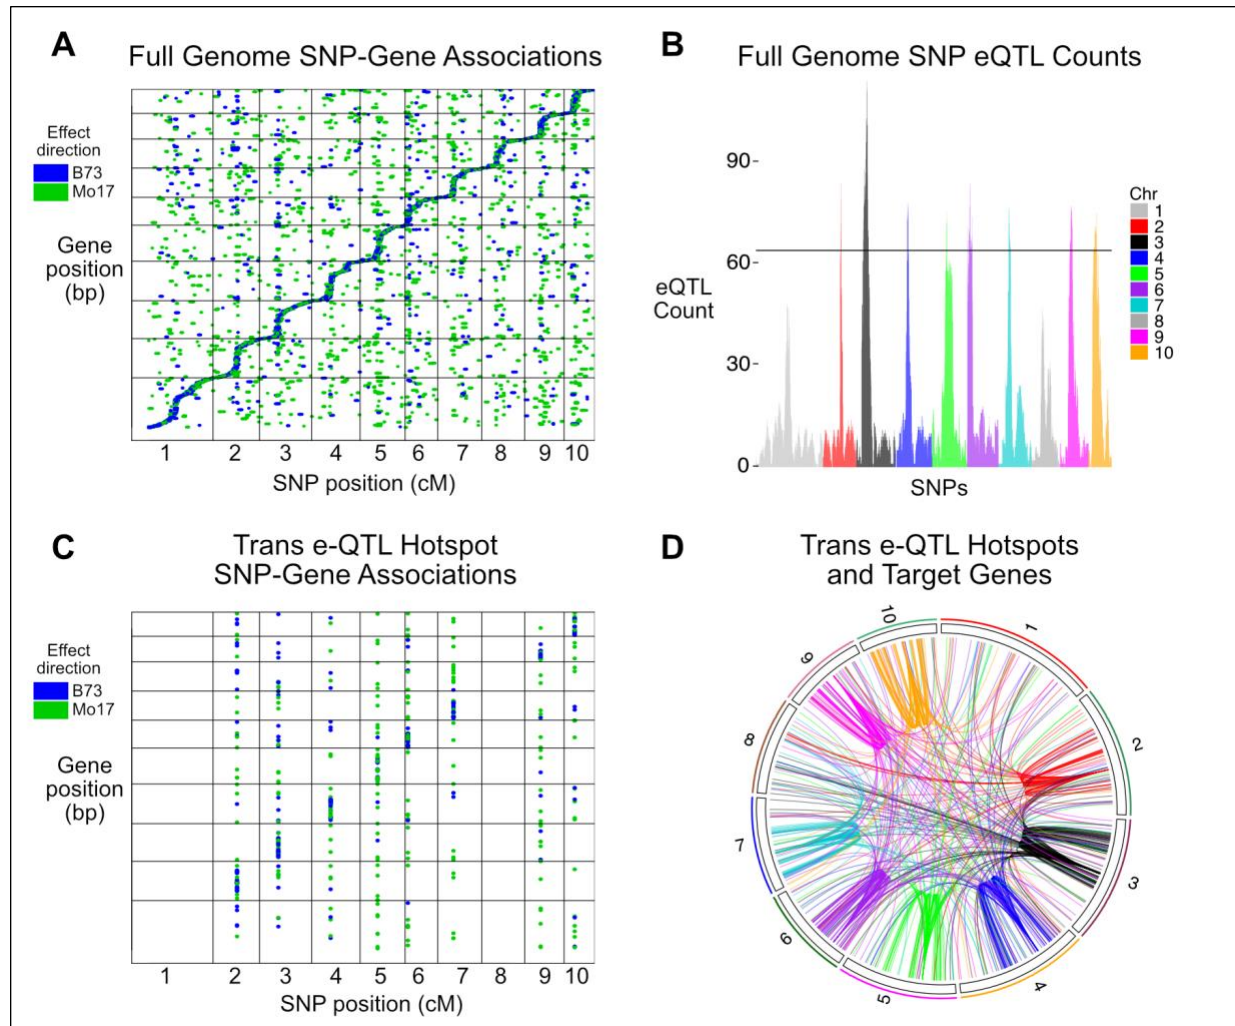 A
Full Genome SNP-Gene Associations
Effect
direction
B73
Mo17
Gene
position
(bp)
1 2 3 4 5 6 7 8 9 10
SNP position (cM)
B
Full Genome SNP eQTL Counts
90
60
30
0
eQTL
Count
SNPs
Chr
1
2
3
4
5
6
7
8
9
10
C
Trans e-QTL Hotspot
SNP-Gene Associations
Effect
direction
B73
Mo17
Gene
position
(bp)
1 2 3 4 5 6 7 8 9 10
SNP position (cM)
D
Trans e-QTL Hotspots
and Target Genes
1
2
3
4
5
6
7
8
9
10